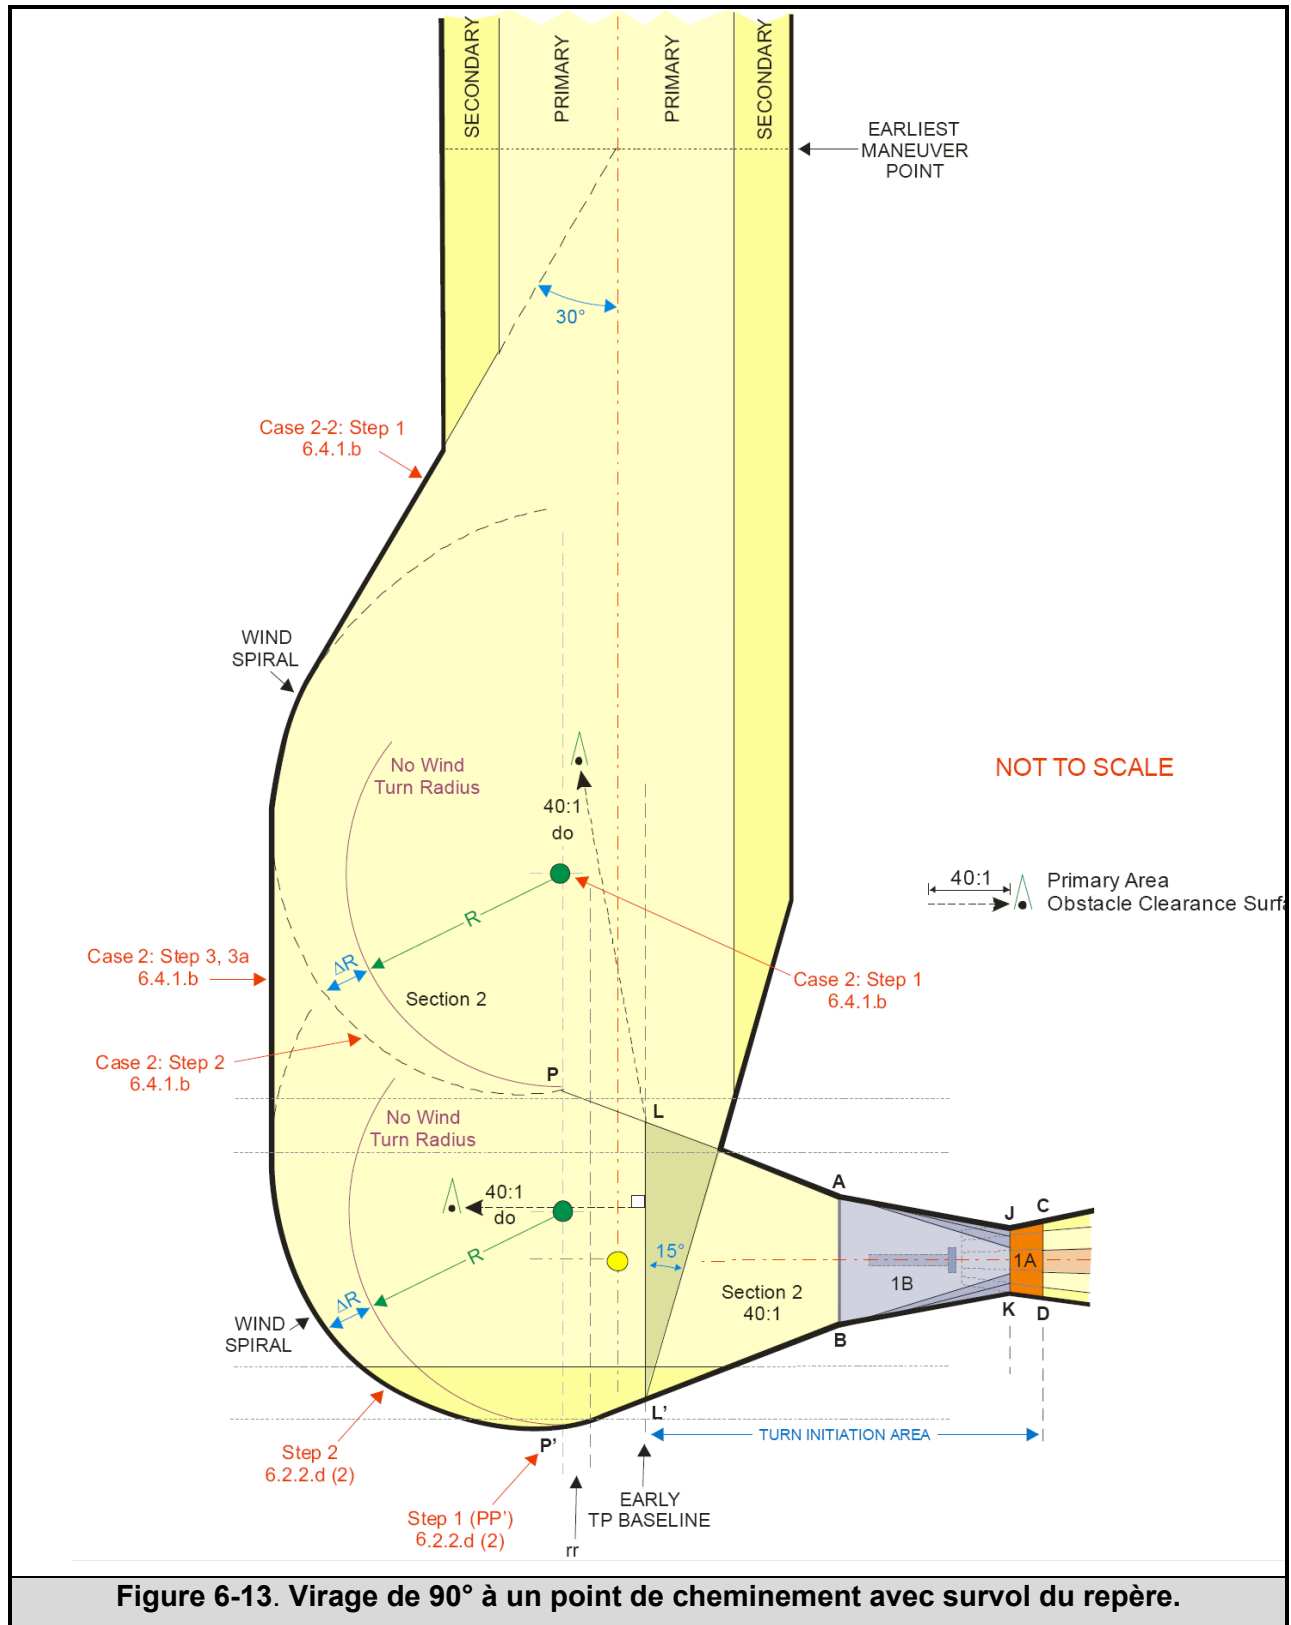 SECONDARY
PRIMARY
PRIMARY
SECONDARY
EARLIEST
MANEUVER
POINT
30°
Case 2-2: Step 1
6.4.1.b
WIND
SPIRAL
No Wind
Turn Radius
40:1
do
NOT TO SCALE
40:1
Primary Area
Obstacle Clearance Surfa
R
ΔR
Section 2
Case 2: Step 3, 3a
6.4.1.b
Case 2: Step 1
6.4.1.b
Case 2: Step 2
6.4.1.b
P
L
No Wind
Turn Radius
A
J
C
40:1
do
R
15°
1A
1B
Section 2
40:1
ΔR
K
D
B
WIND
SPIRAL
L’
TURN INITIATION AREA
P’
Step 2
6.2.2.d (2)
EARLY
TP BASELINE
Step 1 (PP’)
6.2.2.d (2)
rr
Figure 6-13. Virage de 90° à un point de cheminement avec survol du repère.